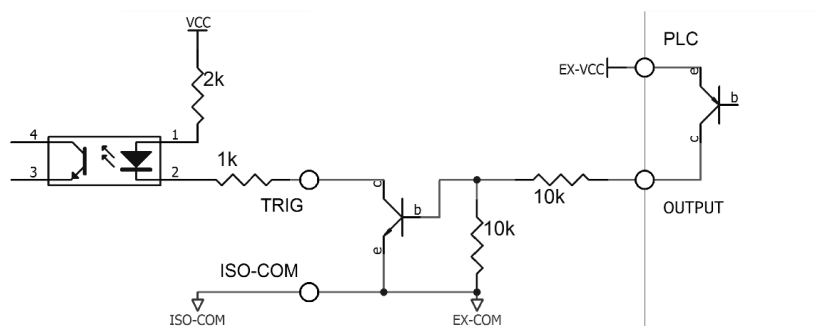 VCC
PLC
2k
EX-VCC
e
b
4
1
1k
c
3
2
c
TRIG
b
10k
OUTPUT
10k
e
ISO-COM
ISO-COM
EX-COM